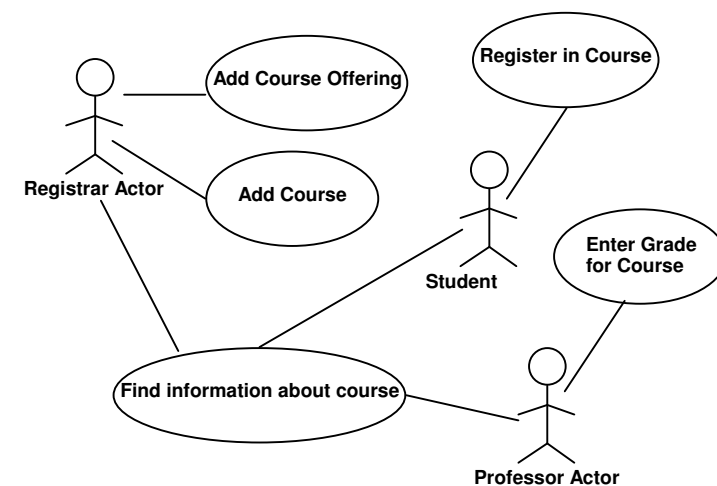 Register in Course
Add Course Offering
Registrar Actor
Add Course
Enter Grade
for Course
Student
Find information about course
Professor Actor